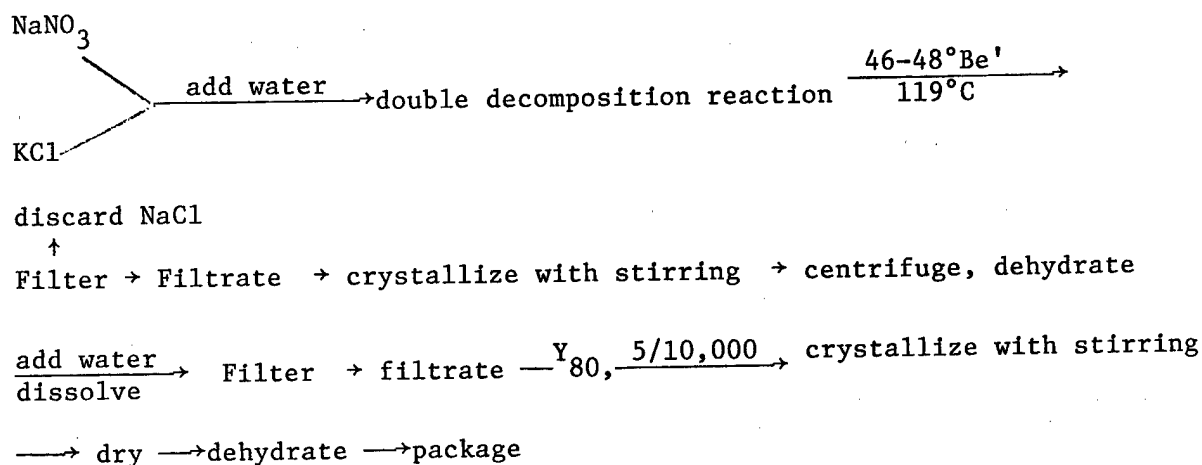 NaNO3
add water →double decomposition reaction 46-48°Be' →
119°C
KCl
discard NaCl
↑
Filter → Filtrate → crystallize with stirring → centrifuge, dehydrate
add water → Filter → filtrate —Y80, 5/10,000 → crystallize with stirring
dissolve
→ dry →dehydrate →package